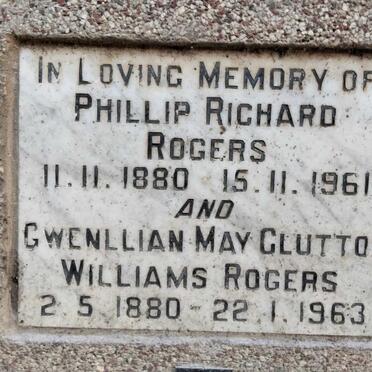 IN LOVING MEMORY OF
PHILLIP RICHARD
ROGERS
11.11.1880 15.11.1961
AND
GWENLLIAN MAY CLUTTO
WILLIAMS ROGERS
2.5.1880 - 22.1.1963